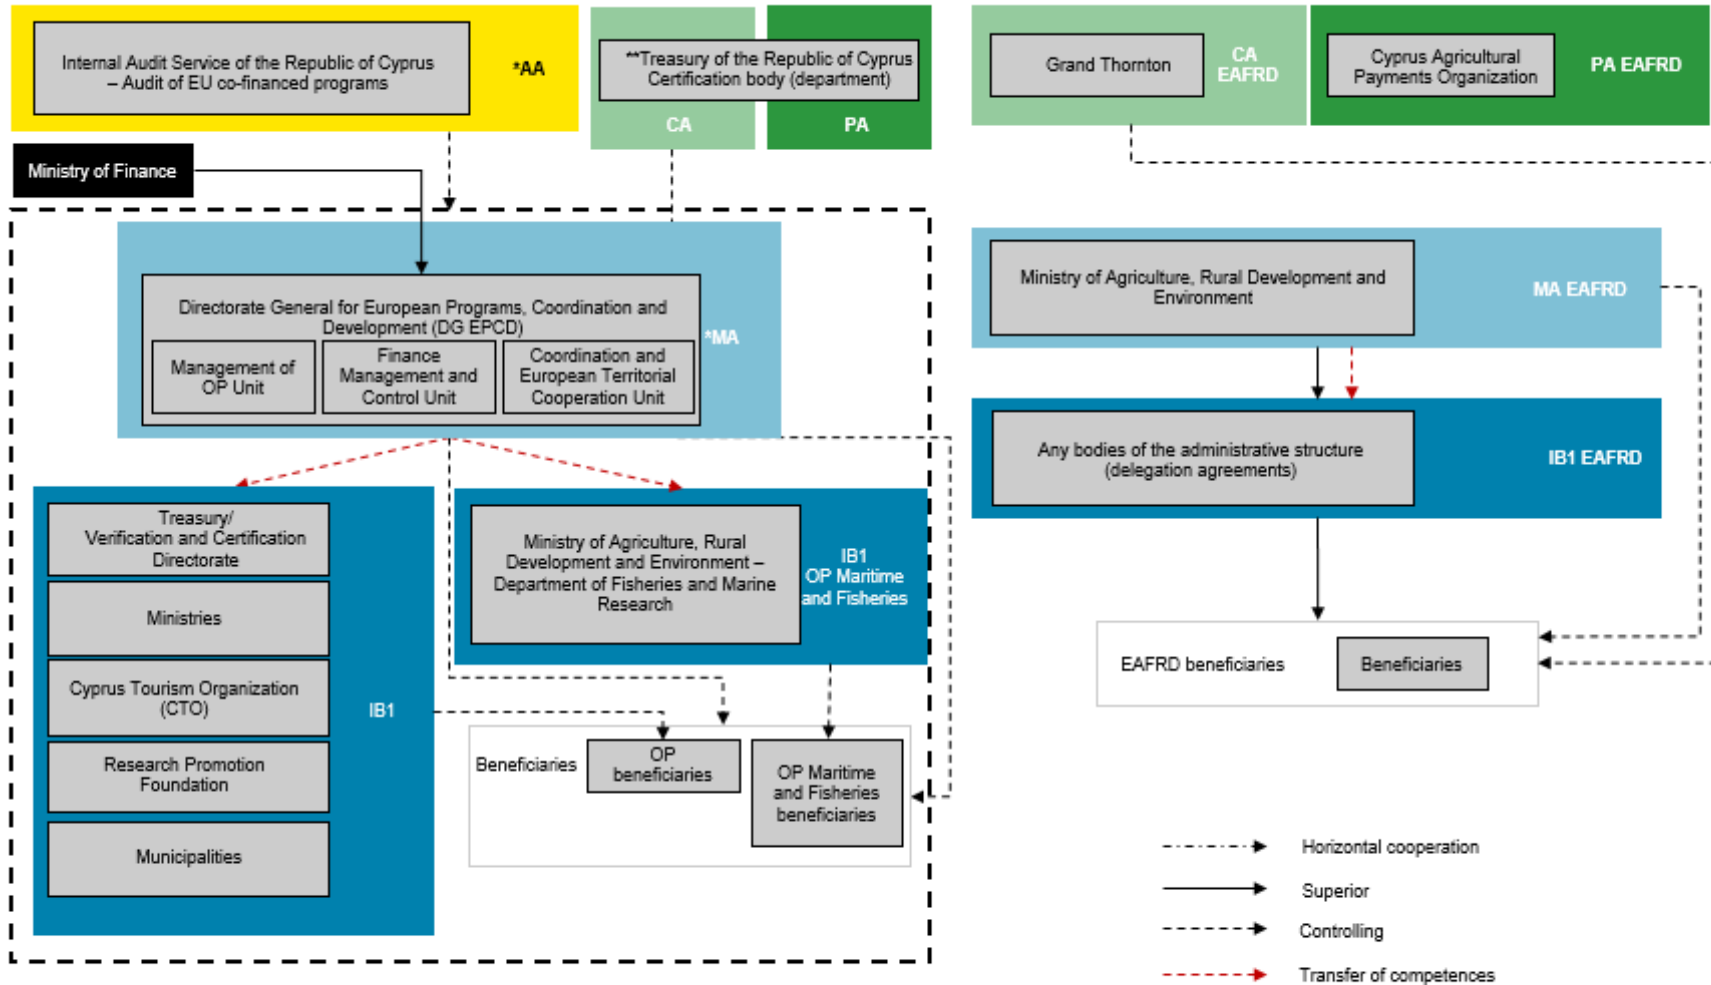 Internal Audit Service of the Republic of Cyprus
– Audit of EU co-financed programs
*AA
**Treasury of the Republic of Cyprus
Certification body (department)
CA
PA
Grand Thornton
CA
EAFRD
Cyprus Agricultural
Payments Organization
PA EAFRD
Ministry of Finance
Directorate General for European Programs, Coordination and
Development (DG EPCD)
*MA
Management of
OP Unit
Finance
Management and
Control Unit
Coordination and
European Territorial
Cooperation Unit
Ministry of Agriculture, Rural Development and
Environment
MA EAFRD
Any bodies of the administrative structure
(delegation agreements)
IB1 EAFRD
Treasury/
Verification and Certification
Directorate
Ministries
Cyprus Tourism Organization
(CTO)
Research Promotion
Foundation
Municipalities
IB1
Ministry of Agriculture, Rural
Development and Environment –
Department of Fisheries and Marine
Research
IB1
OP Maritime
and Fisheries
Beneficiaries
OP
beneficiaries
OP Maritime
and Fisheries
beneficiaries
EAFRD beneficiaries
Beneficiaries
Horizontal cooperation
Superior
Controlling
Transfer of competences